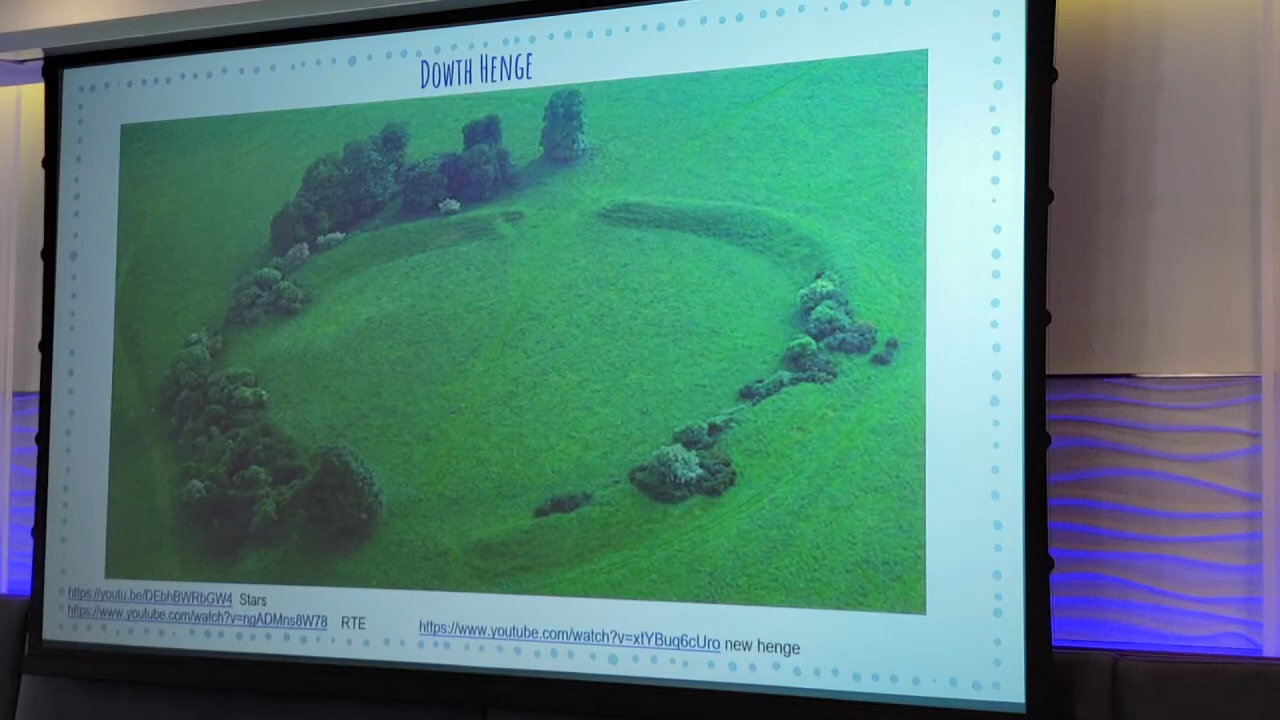 DOWTH HENGE
https://youtu.be/DEbhBWRbGW4 Stars
https://www.youtube.com/watch?v=ngADMns8W78 RTE
https://www.youtube.com/watch?v=xtYBuq6cUro new henge